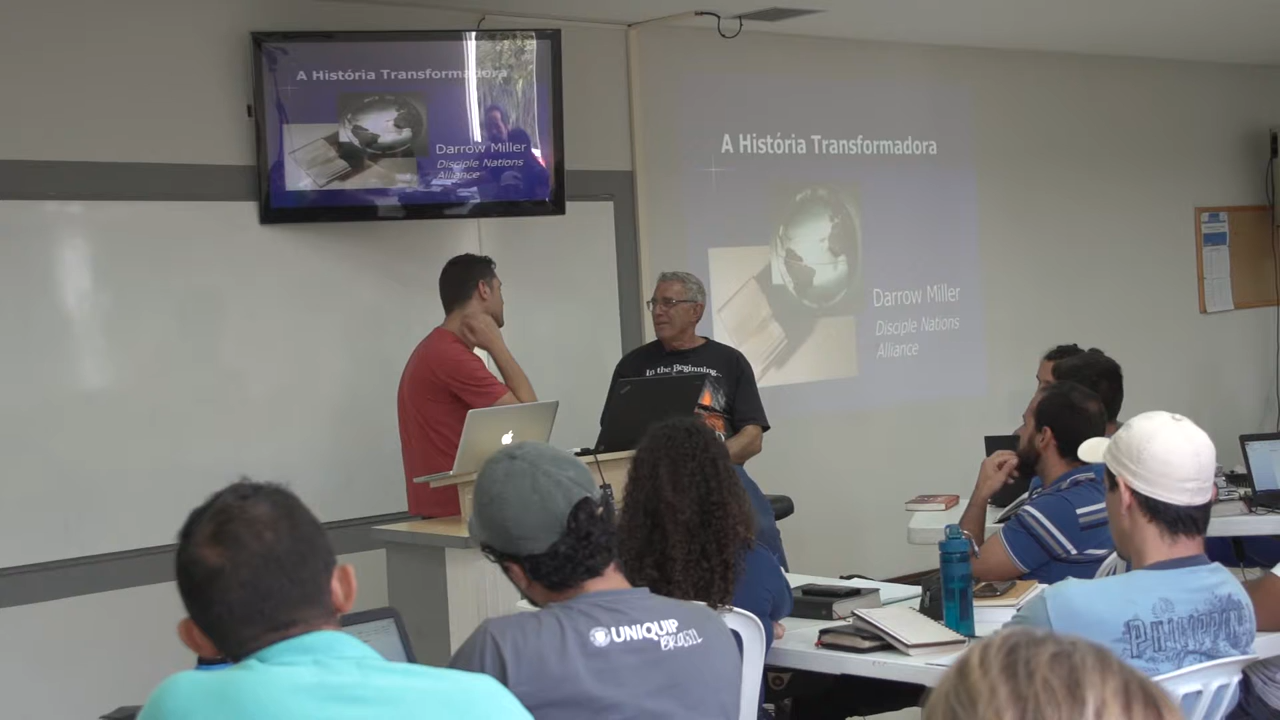 A História Transformadora
Darrow Miller
Disciple Nations
Alliance
A História Transformadora
Darrow Miller
Disciple Nations
Alliance
In the Beginning...
UNIQUIP
BRASIL